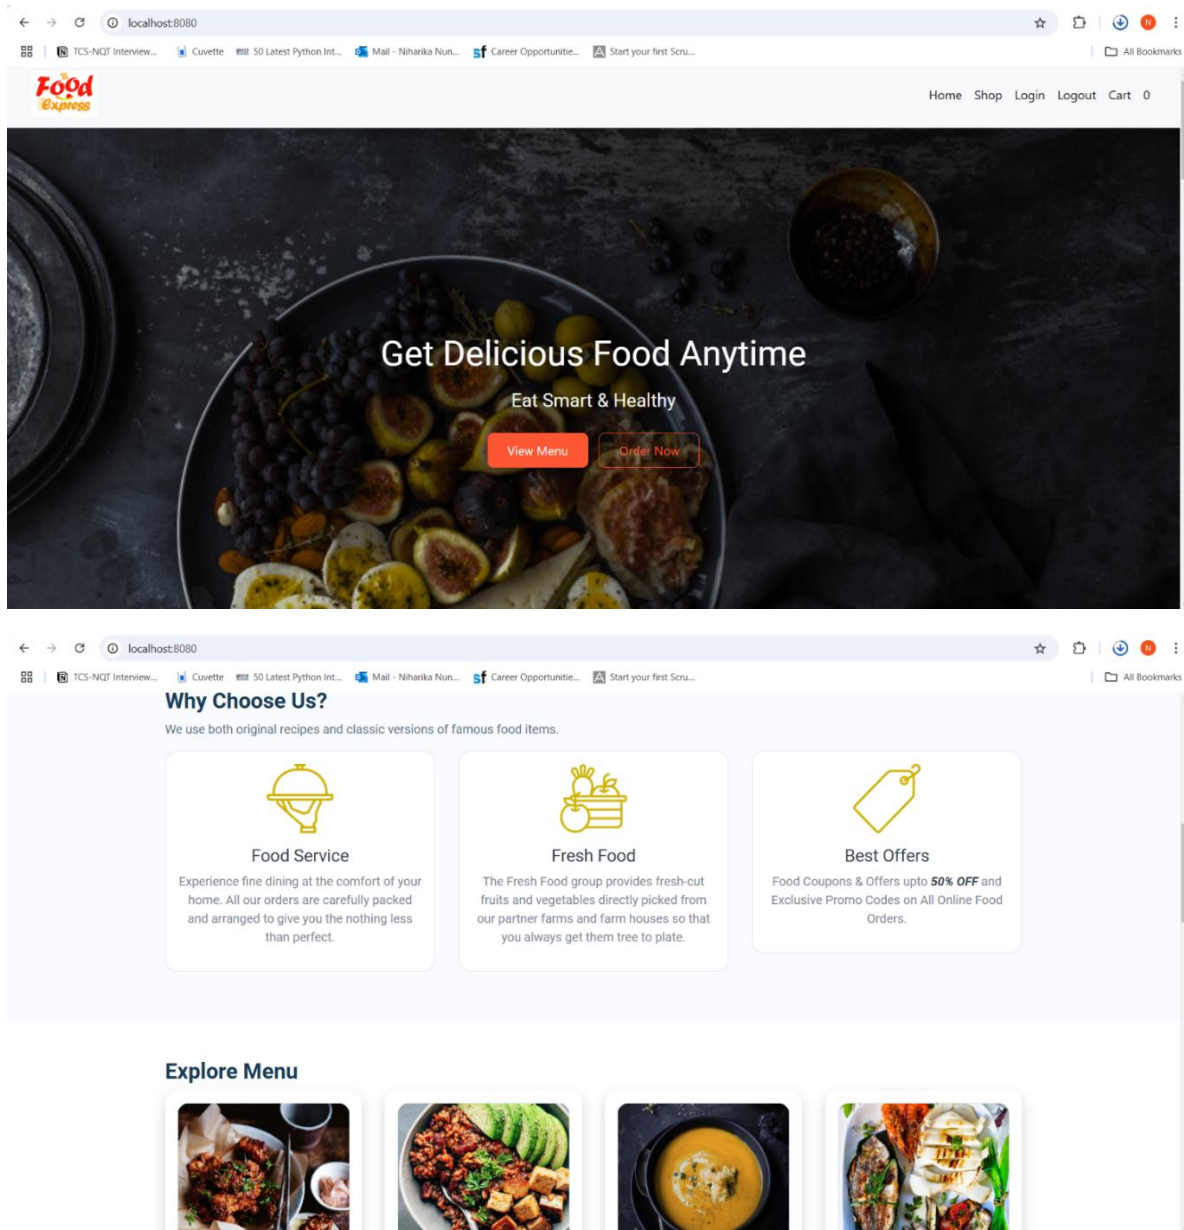 localhost:8080
TCS-NQT Interview... Cuvette 50 Latest Python Int... Mail - Niharika Nun... Sf Career Opportunitie... Start your first Scru... All Bookmarks
Food
Express
Home Shop Login Logout Cart 0
Get Delicious Food Anytime
Eat Smart & Healthy
View Menu Order Now
localhost:8080
TCS-NQT Interview... Cuvette 50 Latest Python Int... Mail - Niharika Nun... Sf Career Opportunitie... Start your first Scru... All Bookmarks
Why Choose Us?
We use both original recipes and classic versions of famous food items.
Food Service
Experience fine dining at the comfort of your
home. All our orders are carefully packed
and arranged to give you the nothing less
than perfect.
Fresh Food
The Fresh Food group provides fresh-cut
fruits and vegetables directly picked from
our partner farms and farm houses so that
you always get them tree to plate.
Best Offers
Food Coupons & Offers upto 50% OFF and
Exclusive Promo Codes on All Online Food
Orders.
Explore Menu